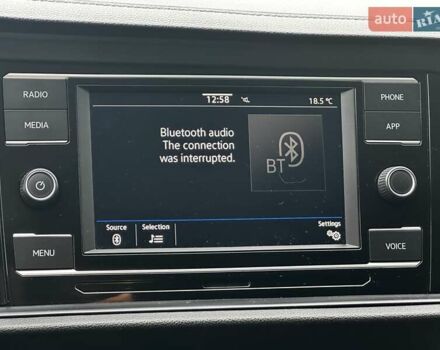 auto RIA
RADIO
MEDIA
MENU
12:58
18.5 °C
Bluetooth audio
The connection
was interrupted.
BT
Source
Selection
Settings
PHONE
APP
VOICE